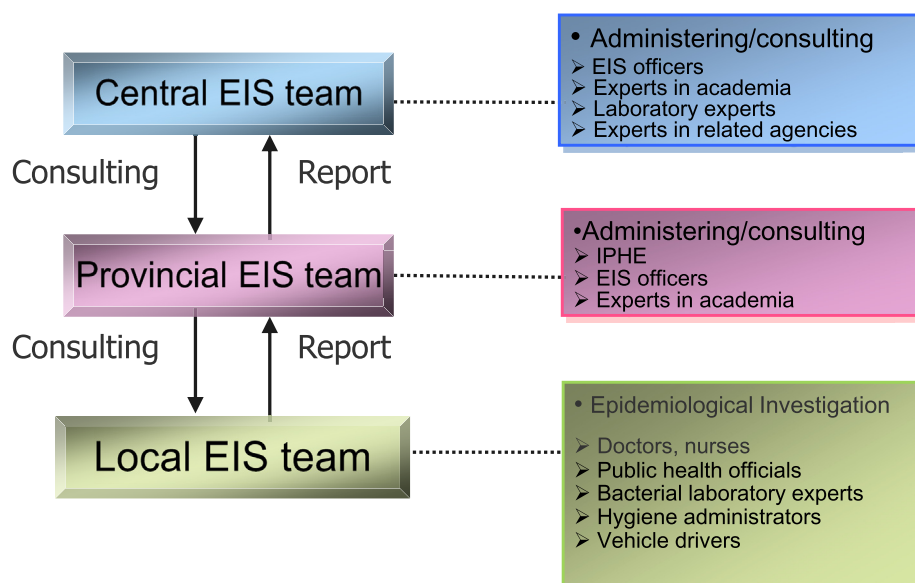 Central EIS team
• Administering/consulting
➢ EIS officers
➢ Experts in academia
➢ Laboratory experts
➢ Experts in related agencies
Consulting
Report
Provincial EIS team
•Administering/consulting
➢ IPHE
➢ EIS officers
➢ Experts in academia
Consulting
Report
Local EIS team
• Epidemiological Investigation
➢ Doctors, nurses
➢ Public health officials
➢ Bacterial laboratory experts
➢ Hygiene administrators
➢ Vehicle drivers